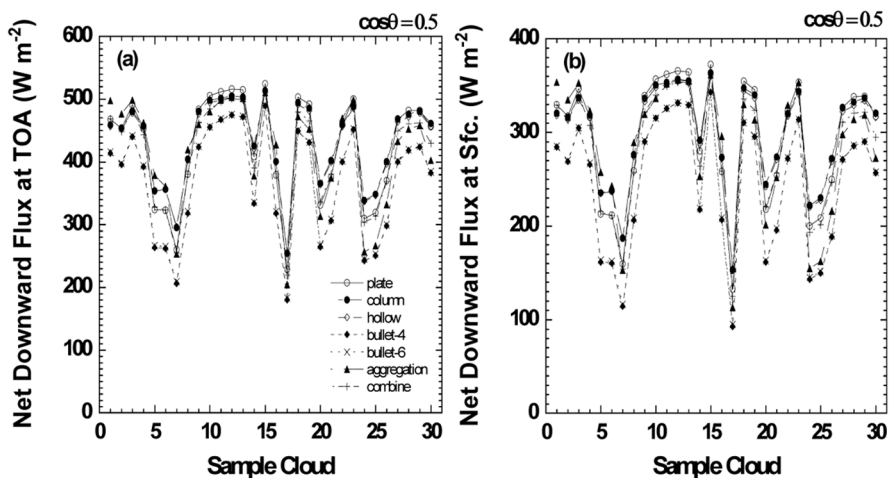 cosθ = 0.5
cosθ = 0.5
(a)
(b)
Net Downward Flux at TOA (W m-2)
600
500
400
300
200
100
0
plate
column
hollow
bullet-4
bullet-6
aggregation
combine
0 5 10 15 20 25 30
Sample Cloud
Net Downward Flux at Sfc. (W m-2)
400
300
200
100
0
0 5 10 15 20 25 30
Sample Cloud